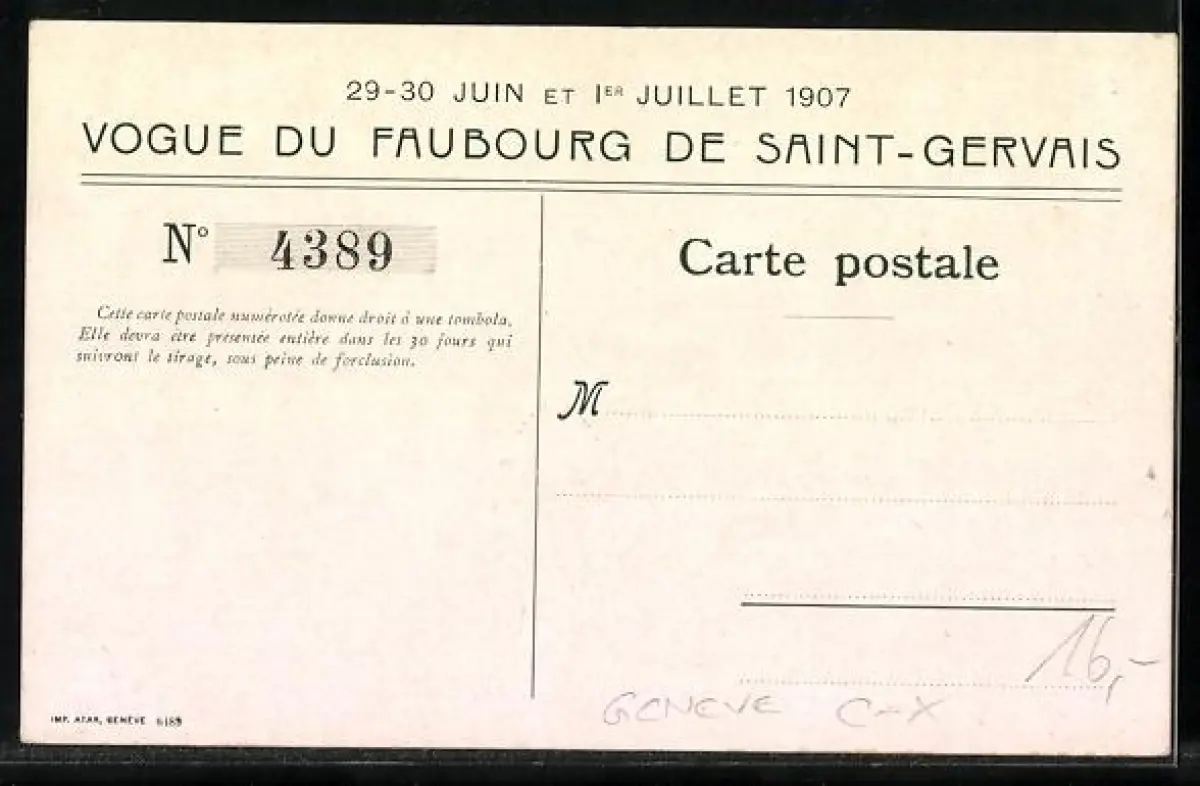 29-30 JUIN ET 1ER JUILLET 1907
VOGUE DU FAUBOURG DE SAINT-GERVAIS
N° 4389
Cette carte postale numérotée donne droit à une tombola.
Elle devra être présentée entière dans les 30 jours qui
suivront le tirage, sous peine de forclusion.
Carte postale
M
16,-
GENEVE C-X
IMP. ATAR, GENÈVE 6189